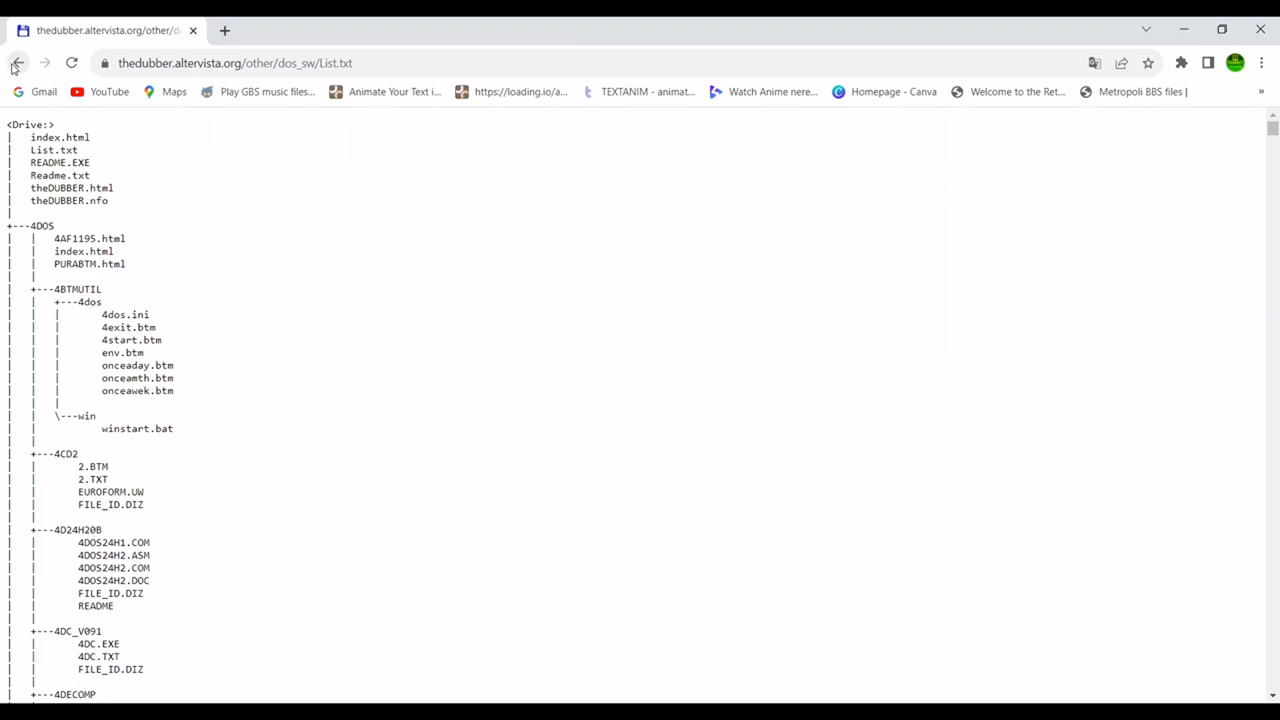 thedubber.altervista.org/other/d
thedubber.altervista.org/other/dos_sw/List.txt
Gmail
YouTube
Maps
Play GBS music files...
Animate Your Text i...
https://loading.io/a...
TEXTANIM - animat...
Watch Anime nere...
Homepage - Canva
Welcome to the Ret...
Metropoli BBS files |
»
<Drive:>
|   index.html
|   List.txt
|   README.EXE
|   Readme.txt
|   theDUBBER.html
|   theDUBBER.nfo
|
+---4DOS
|   |   4AF1195.html
|   |   index.html
|   |   PURABTM.html
|   |
|   +---4BTMUTIL
|   |   +---4dos
|   |   |       4dos.ini
|   |   |       4exit.btm
|   |   |       4start.btm
|   |   |       env.btm
|   |   |       onceaday.btm
|   |   |       onceamth.btm
|   |   |       onceawek.btm
|   |   |
|   |   \---win
|   |           winstart.bat
|   |
|   +---4CD2
|   |       2.BTM
|   |       2.TXT
|   |       EUROFORM.UW
|   |       FILE_ID.DIZ
|   |
|   +---4D24H20B
|   |       4DOS24H1.COM
|   |       4DOS24H2.ASM
|   |       4DOS24H2.COM
|   |       4DOS24H2.DOC
|   |       FILE_ID.DIZ
|   |       README
|   |
|   +---4DC_V091
|   |       4DC.EXE
|   |       4DC.TXT
|   |       FILE_ID.DIZ
|   |
|   +---4DECOMP